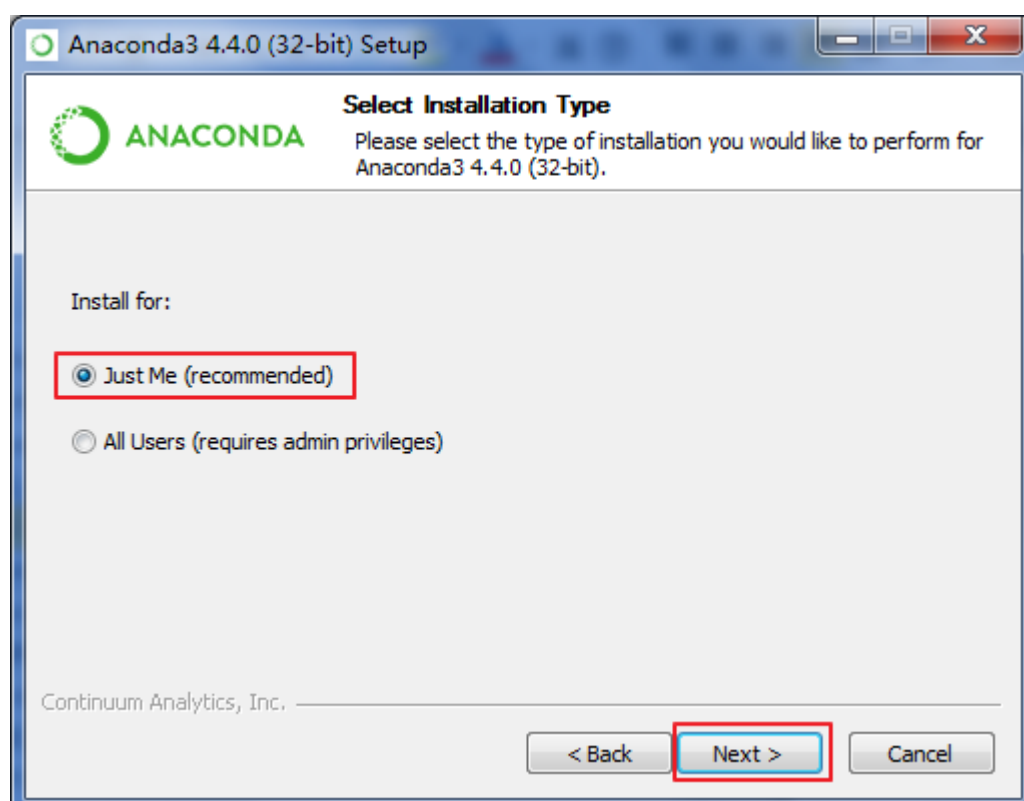 Anaconda3 4.4.0 (32-bit) Setup
ANACONDA
Select Installation Type
Please select the type of installation you would like to perform for
Anaconda3 4.4.0 (32-bit).
Install for:
Just Me (recommended)
All Users (requires admin privileges)
Continuum Analytics, Inc.
< Back Next > Cancel